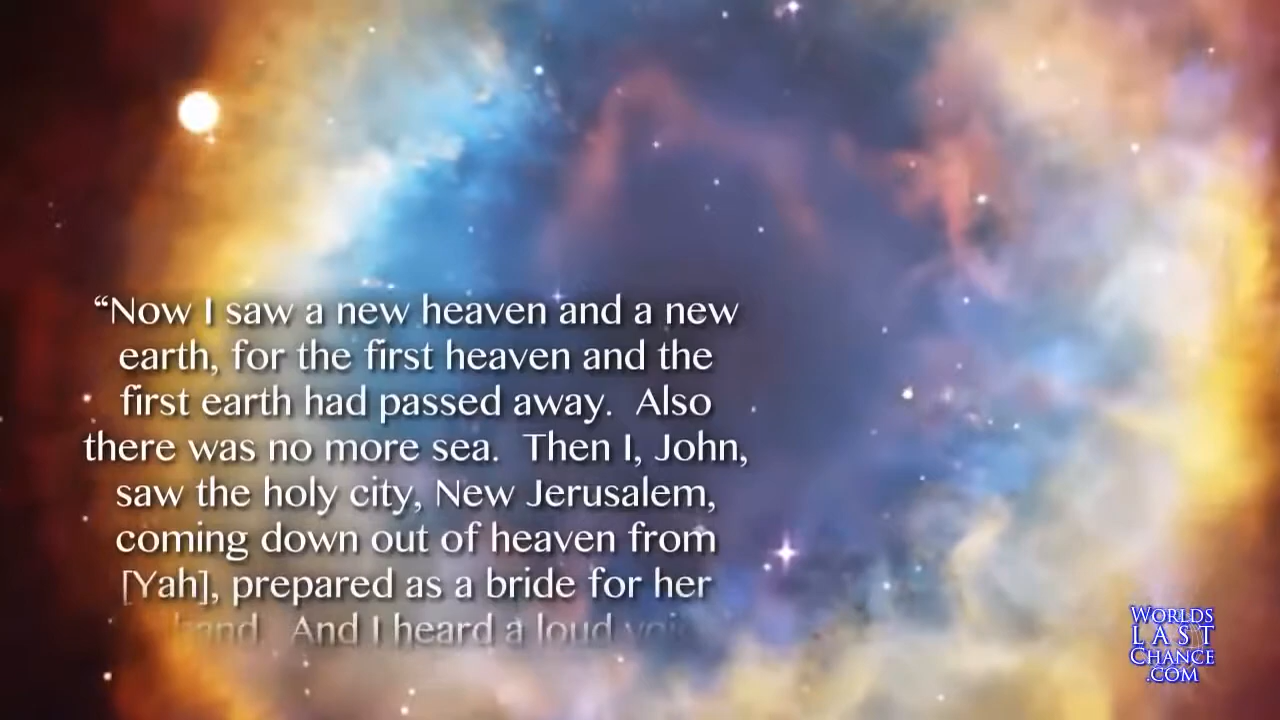 “Now I saw a new heaven and a new
earth, for the first heaven and the
first earth had passed away.  Also
there was no more sea.  Then I, John,
saw the holy city, New Jerusalem,
coming down out of heaven from
[Yah], prepared as a bride for her
And I heard a loud
WORLDS
LAST
CHANCE
.COM